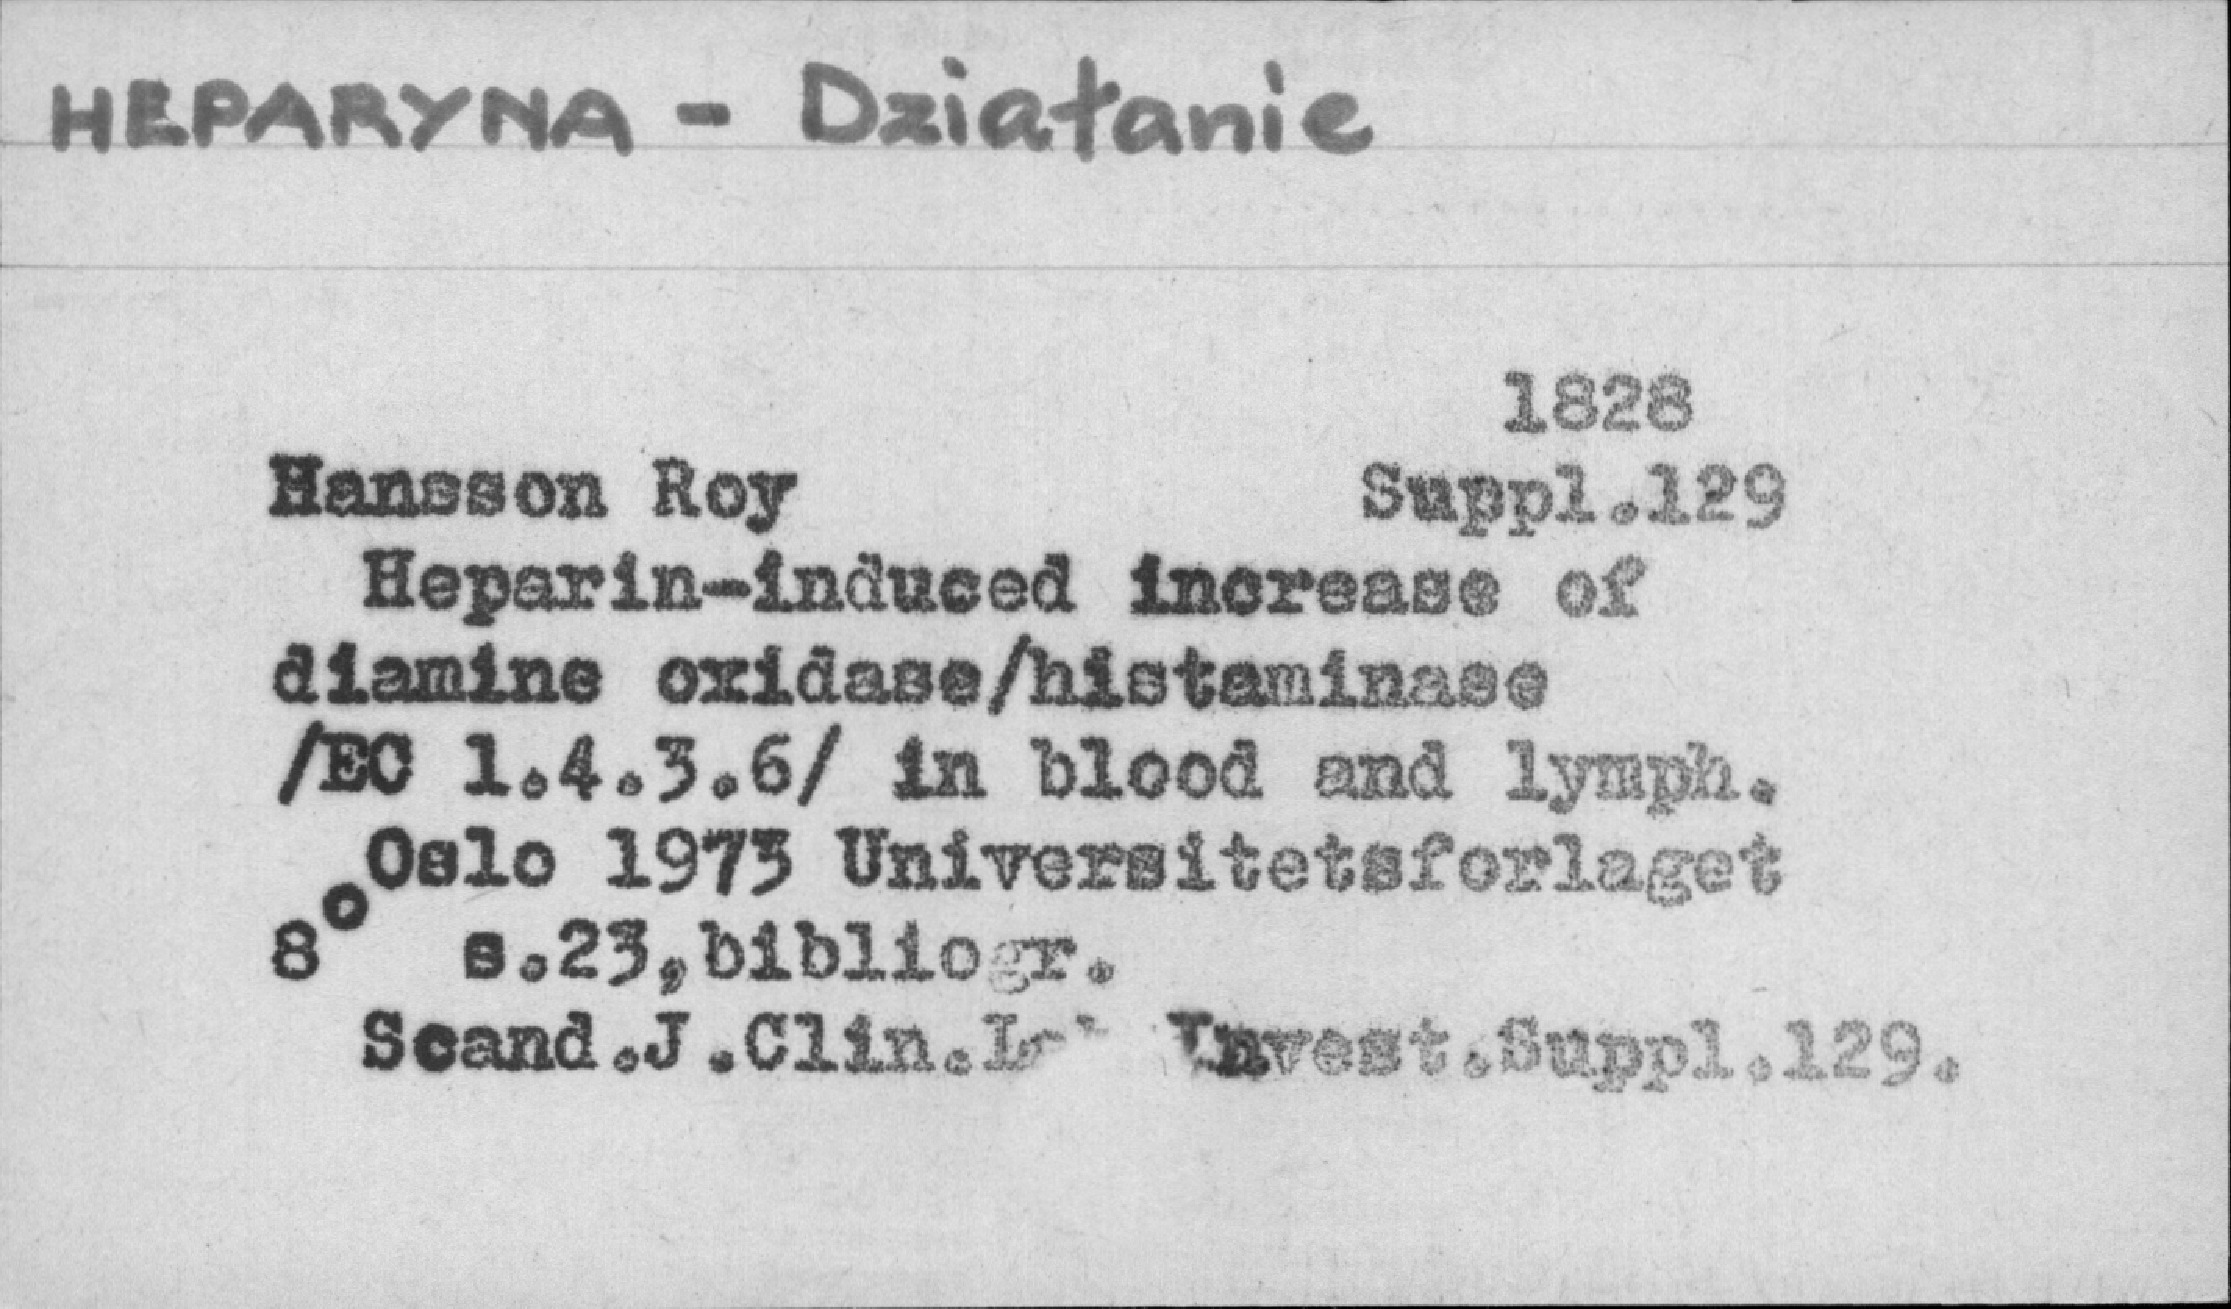 HEPARYNA - Działanie
1828
Hansson Roy Suppl.129
Heparin-induced increase of
diamine oxidase/histaminase
/EC 1.4.3.6/ in blood and lymph.
Oslo 1973 Universitetsforlaget
8° s.23,bibliogr.
Scand.J.Clin. Invest.Suppl.129.